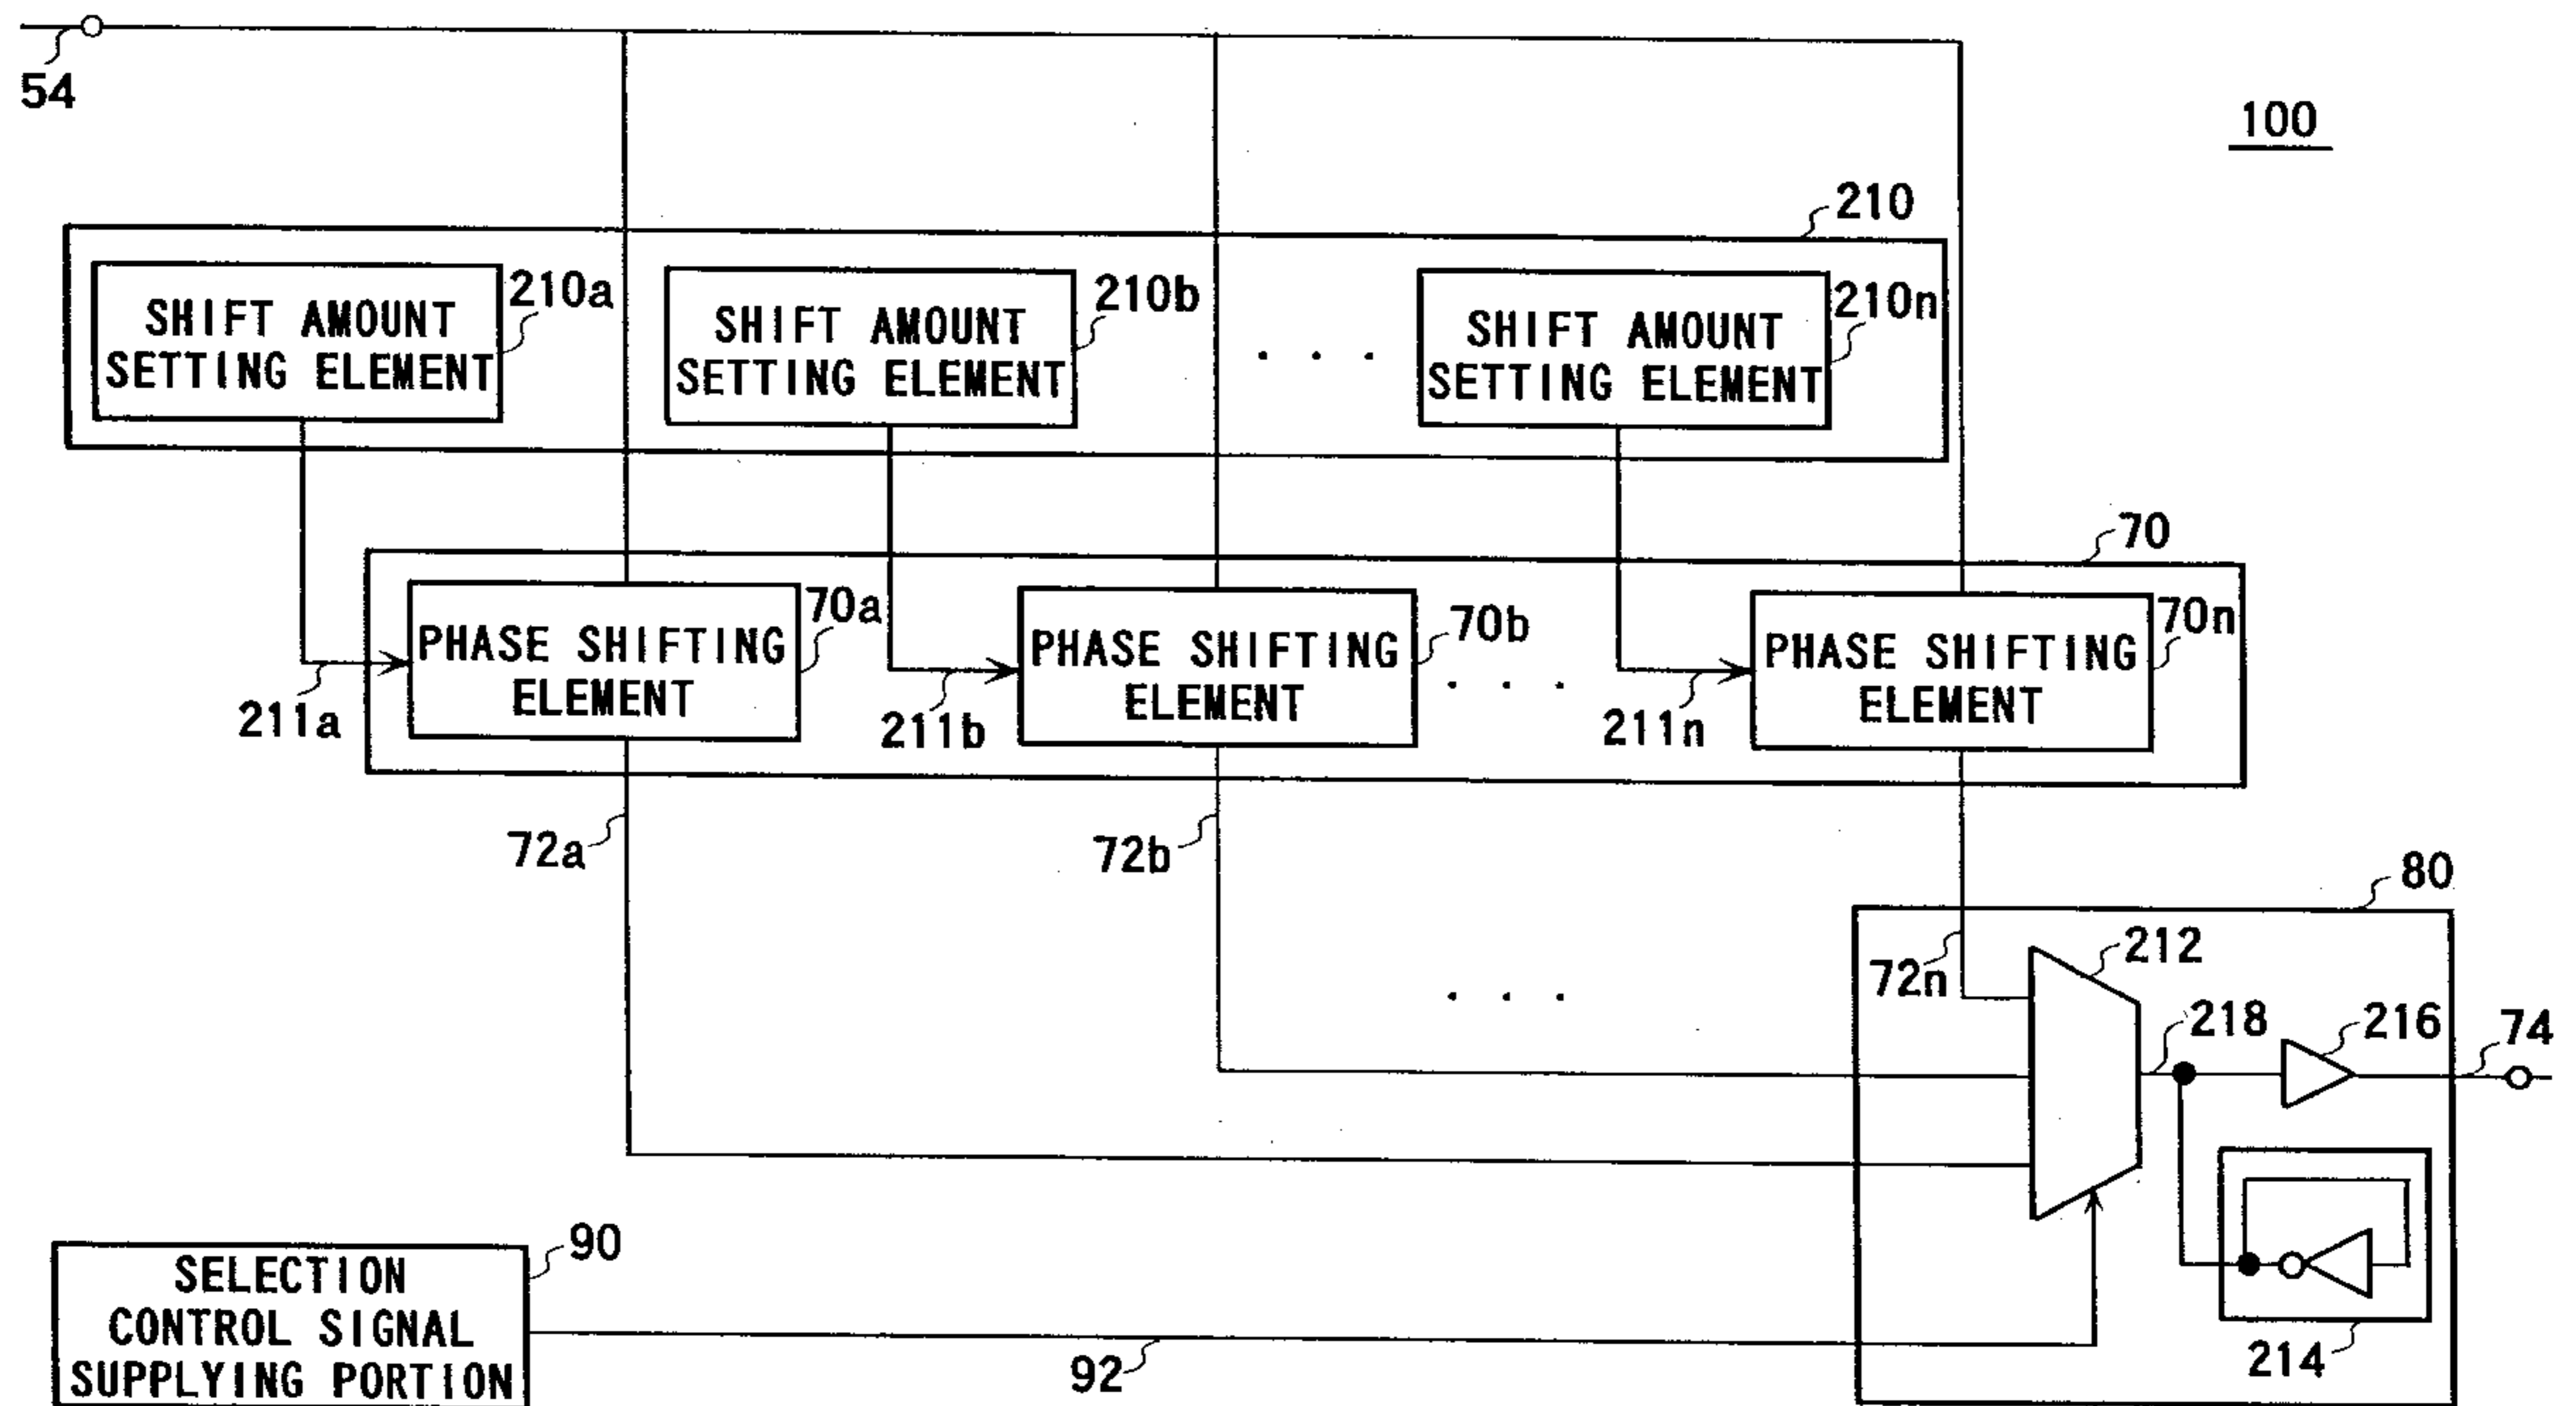 54
100
210
SHIFT AMOUNT
SETTING ELEMENT
210a
SHIFT AMOUNT
SETTING ELEMENT
210b
. . .
SHIFT AMOUNT
SETTING ELEMENT
210n
70
PHASE SHIFTING
ELEMENT
70a
PHASE SHIFTING
ELEMENT
70b
. . .
PHASE SHIFTING
ELEMENT
70n
211a
211b
211n
72a
72b
72n
. . .
80
212
218
216
74
214
SELECTION
CONTROL SIGNAL
SUPPLYING PORTION
90
92